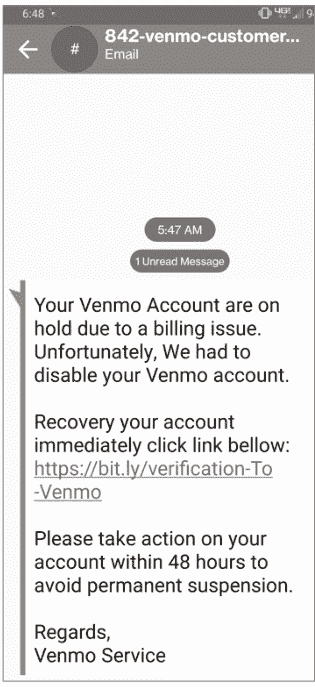 6:48
4G
9
#
842-venmo-customer...
Email
5:47 AM
1 Unread Message
Your Venmo Account are on
hold due to a billing issue.
Unfortunately, We had to
disable your Venmo account.
Recovery your account
immediately click link bellow:
https://bit.ly/verification-To
-Venmo
Please take action on your
account within 48 hours to
avoid permanent suspension.
Regards,
Venmo Service